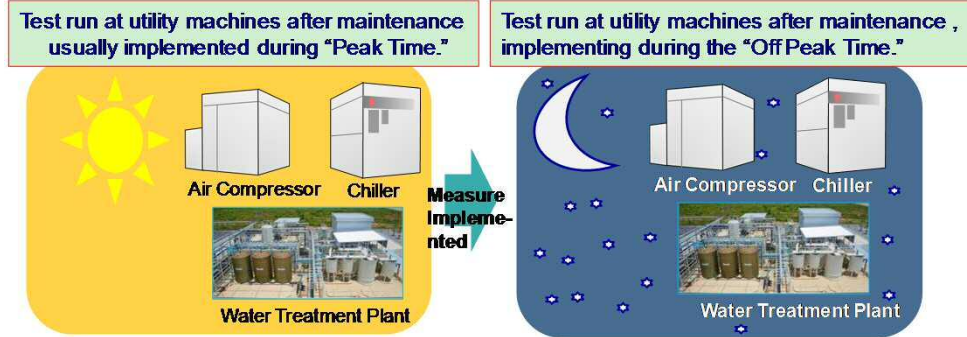 Test run at utility machines after maintenance
usually implemented during “Peak Time.”
Test run at utility machines after maintenance ,
implementing during the “Off Peak Time.”
Air Compressor
Chiller
Water Treatment Plant
Measure
Impleme-
nted
Air Compressor
Chiller
Water Treatment Plant